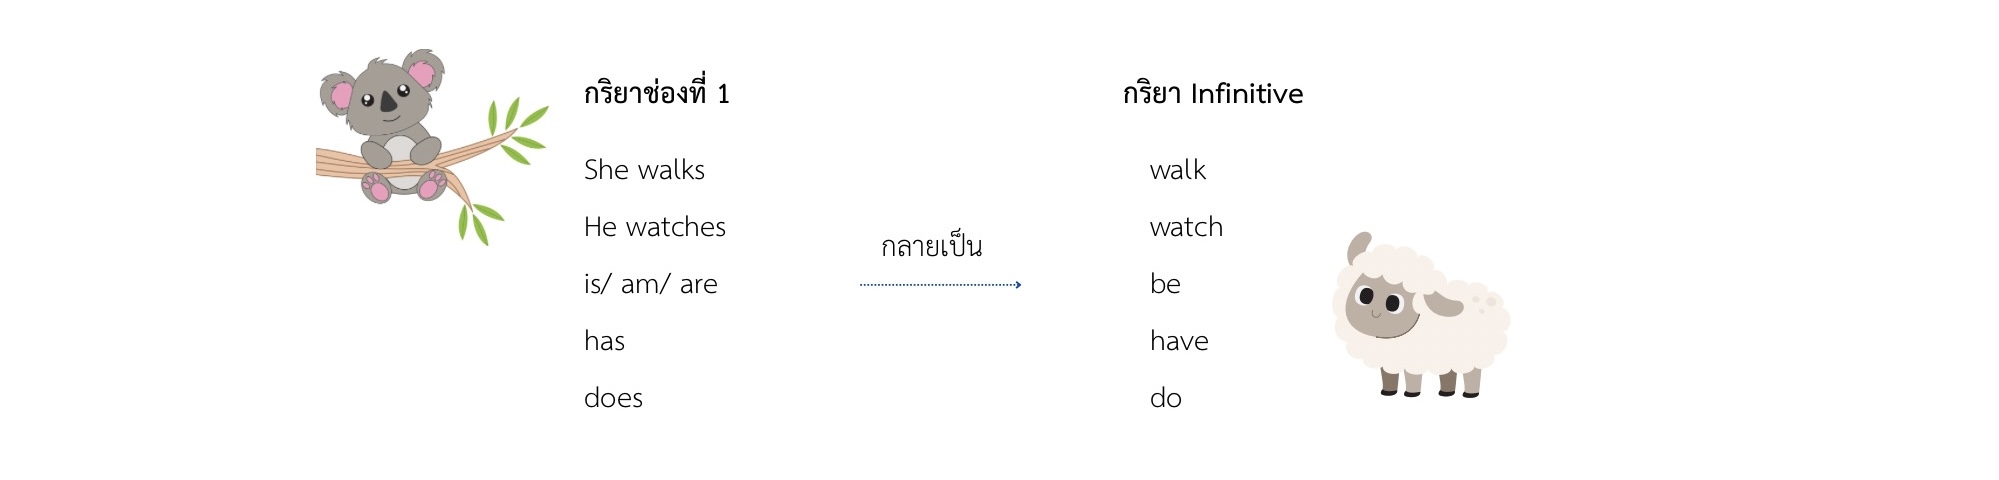 กริยาช่องที่ 1
She walks
He watches
is/ am/ are
has
does
กลายเป็น
กริยา Infinitive
walk
watch
be
have
do